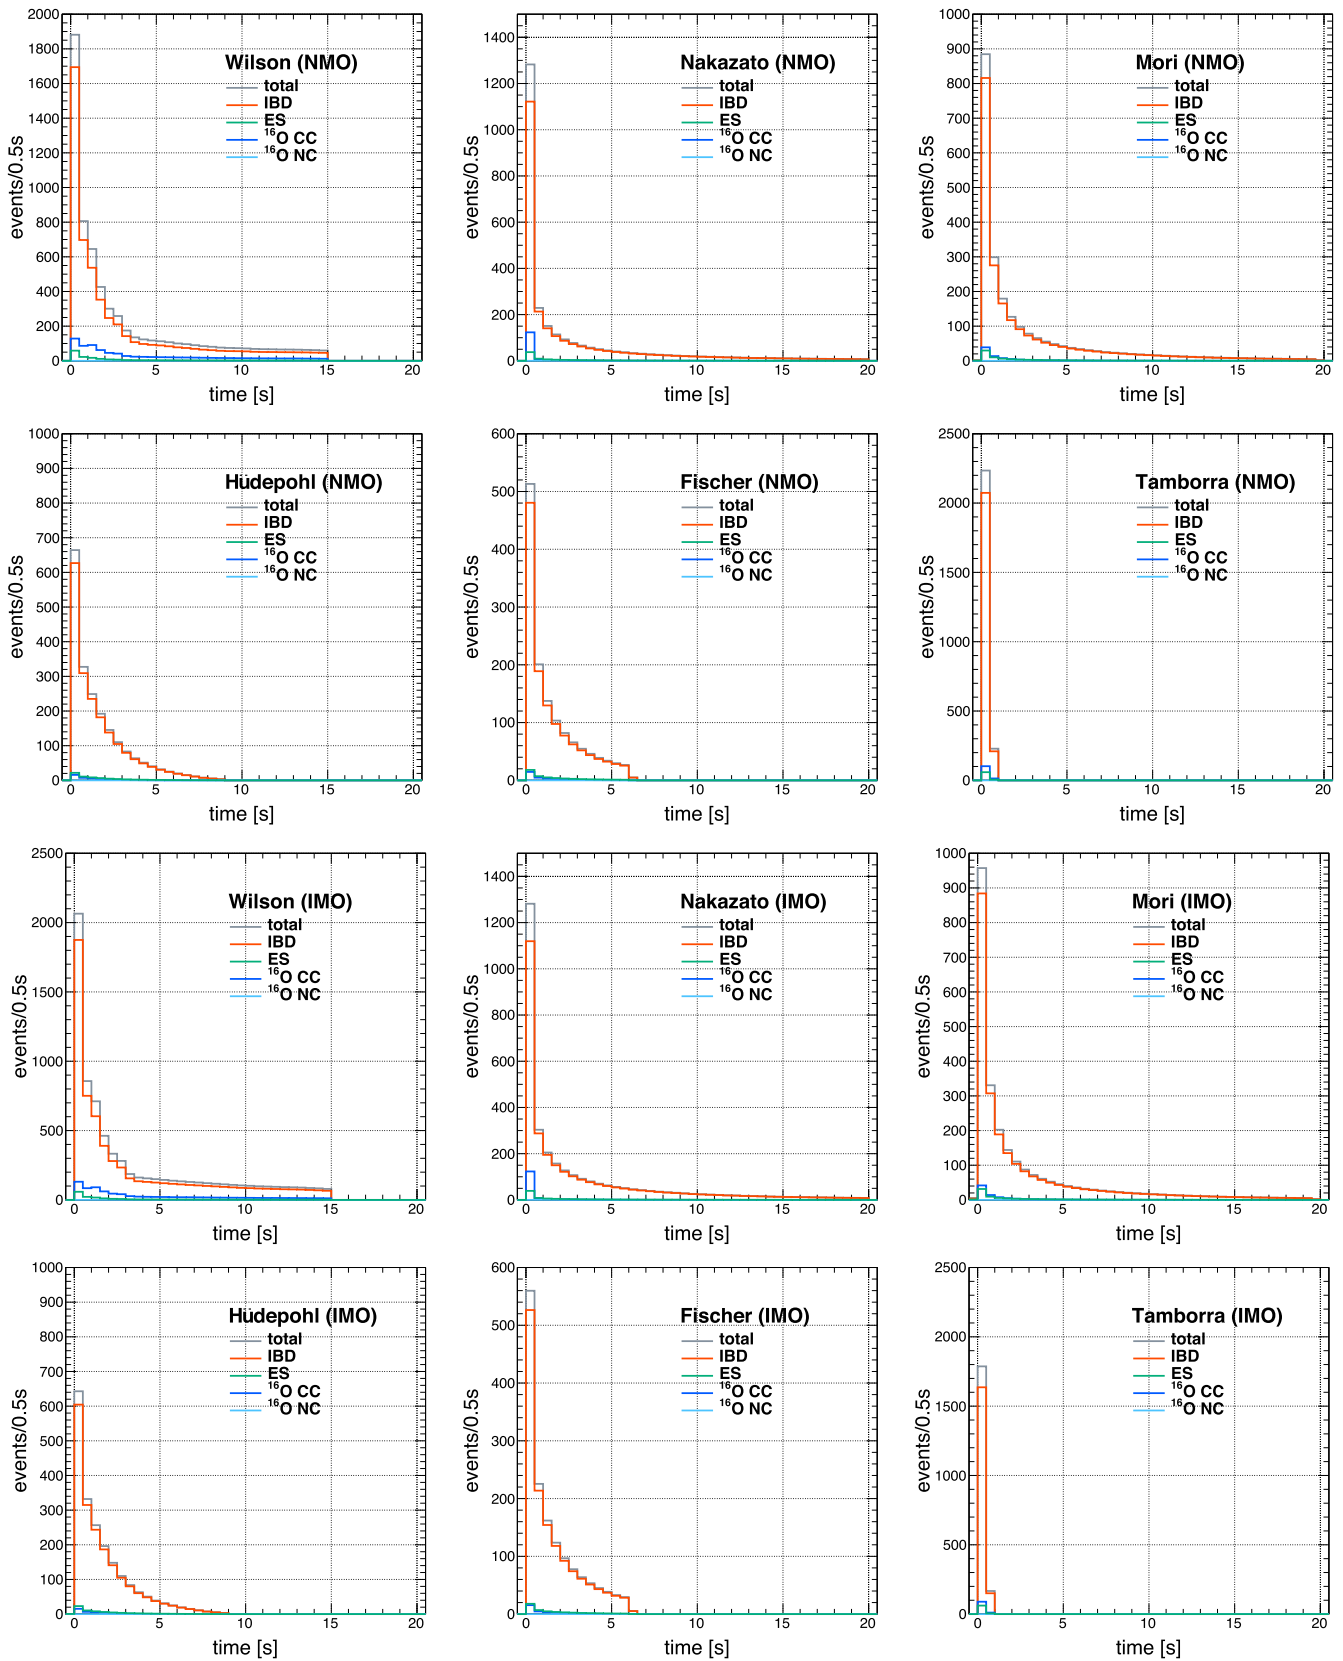 Wilson (NMO)
total
IBD
ES
16O CC
16O NC
events/0.5s
2000
1800
1600
1400
1200
1000
800
600
400
200
0
0 5 10 15 20
time [s]
Nakazato (NMO)
total
IBD
ES
16O CC
16O NC
events/0.5s
1400
1200
1000
800
600
400
200
0
0 5 10 15 20
time [s]
Mori (NMO)
total
IBD
ES
16O CC
16O NC
events/0.5s
1000
900
800
700
600
500
400
300
200
100
0
0 5 10 15 20
time [s]
Hüdepohl (NMO)
total
IBD
ES
16O CC
16O NC
events/0.5s
1000
900
800
700
600
500
400
300
200
100
0
0 5 10 15 20
time [s]
Fischer (NMO)
total
IBD
ES
16O CC
16O NC
events/0.5s
600
500
400
300
200
100
0
0 5 10 15 20
time [s]
Tamborra (NMO)
total
IBD
ES
16O CC
16O NC
events/0.5s
2500
2000
1500
1000
500
0
0 5 10 15 20
time [s]
Wilson (IMO)
total
IBD
ES
16O CC
16O NC
events/0.5s
2500
2000
1500
1000
500
0
0 5 10 15 20
time [s]
Nakazato (IMO)
total
IBD
ES
16O CC
16O NC
events/0.5s
1400
1200
1000
800
600
400
200
0
0 5 10 15 20
time [s]
Mori (IMO)
total
IBD
ES
16O CC
16O NC
events/0.5s
1000
900
800
700
600
500
400
300
200
100
0
0 5 10 15 20
time [s]
Hüdepohl (IMO)
total
IBD
ES
16O CC
16O NC
events/0.5s
1000
900
800
700
600
500
400
300
200
100
0
0 5 10 15 20
time [s]
Fischer (IMO)
total
IBD
ES
16O CC
16O NC
events/0.5s
600
500
400
300
200
100
0
0 5 10 15 20
time [s]
Tamborra (IMO)
total
IBD
ES
16O CC
16O NC
events/0.5s
2500
2000
1500
1000
500
0
0 5 10 15 20
time [s]